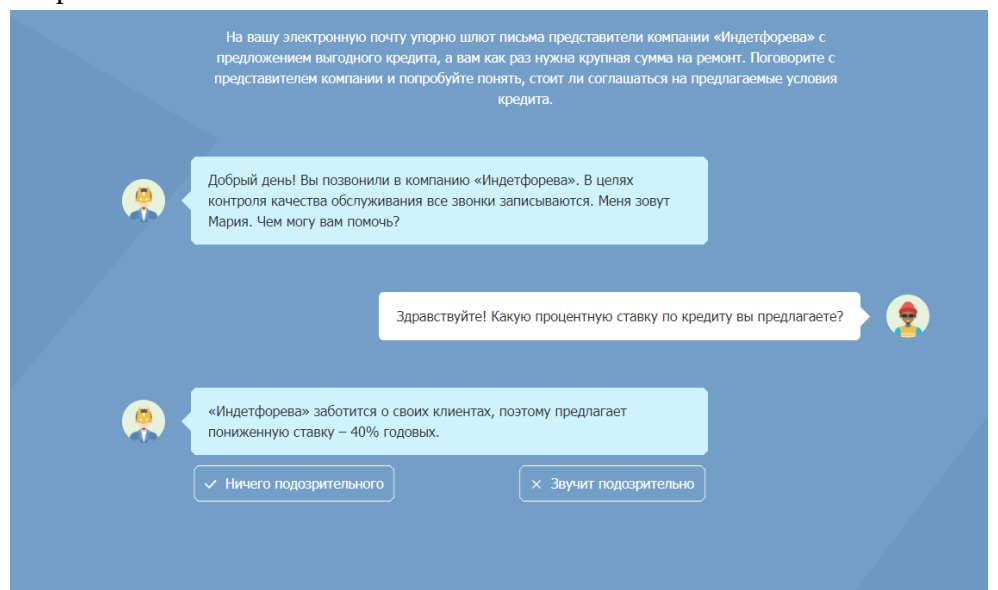 На вашу электронную почту упорно шлют письма представители компании «Индетфорева» с
предложением выгодного кредита, а вам как раз нужна крупная сумма на ремонт. Поговорите с
представителем компании и попробуйте понять, стоит ли соглашаться на предлагаемые условия
кредита.
Добрый день! Вы позвонили в компанию «Индетфорева». В целях
контроля качества обслуживания все звонки записываются. Меня зовут
Мария. Чем могу вам помочь?
Здравствуйте! Какую процентную ставку по кредиту вы предлагаете?
«Индетфорева» заботится о своих клиентах, поэтому предлагает
пониженную ставку – 40% годовых.
Ничего подозрительного
Звучит подозрительно